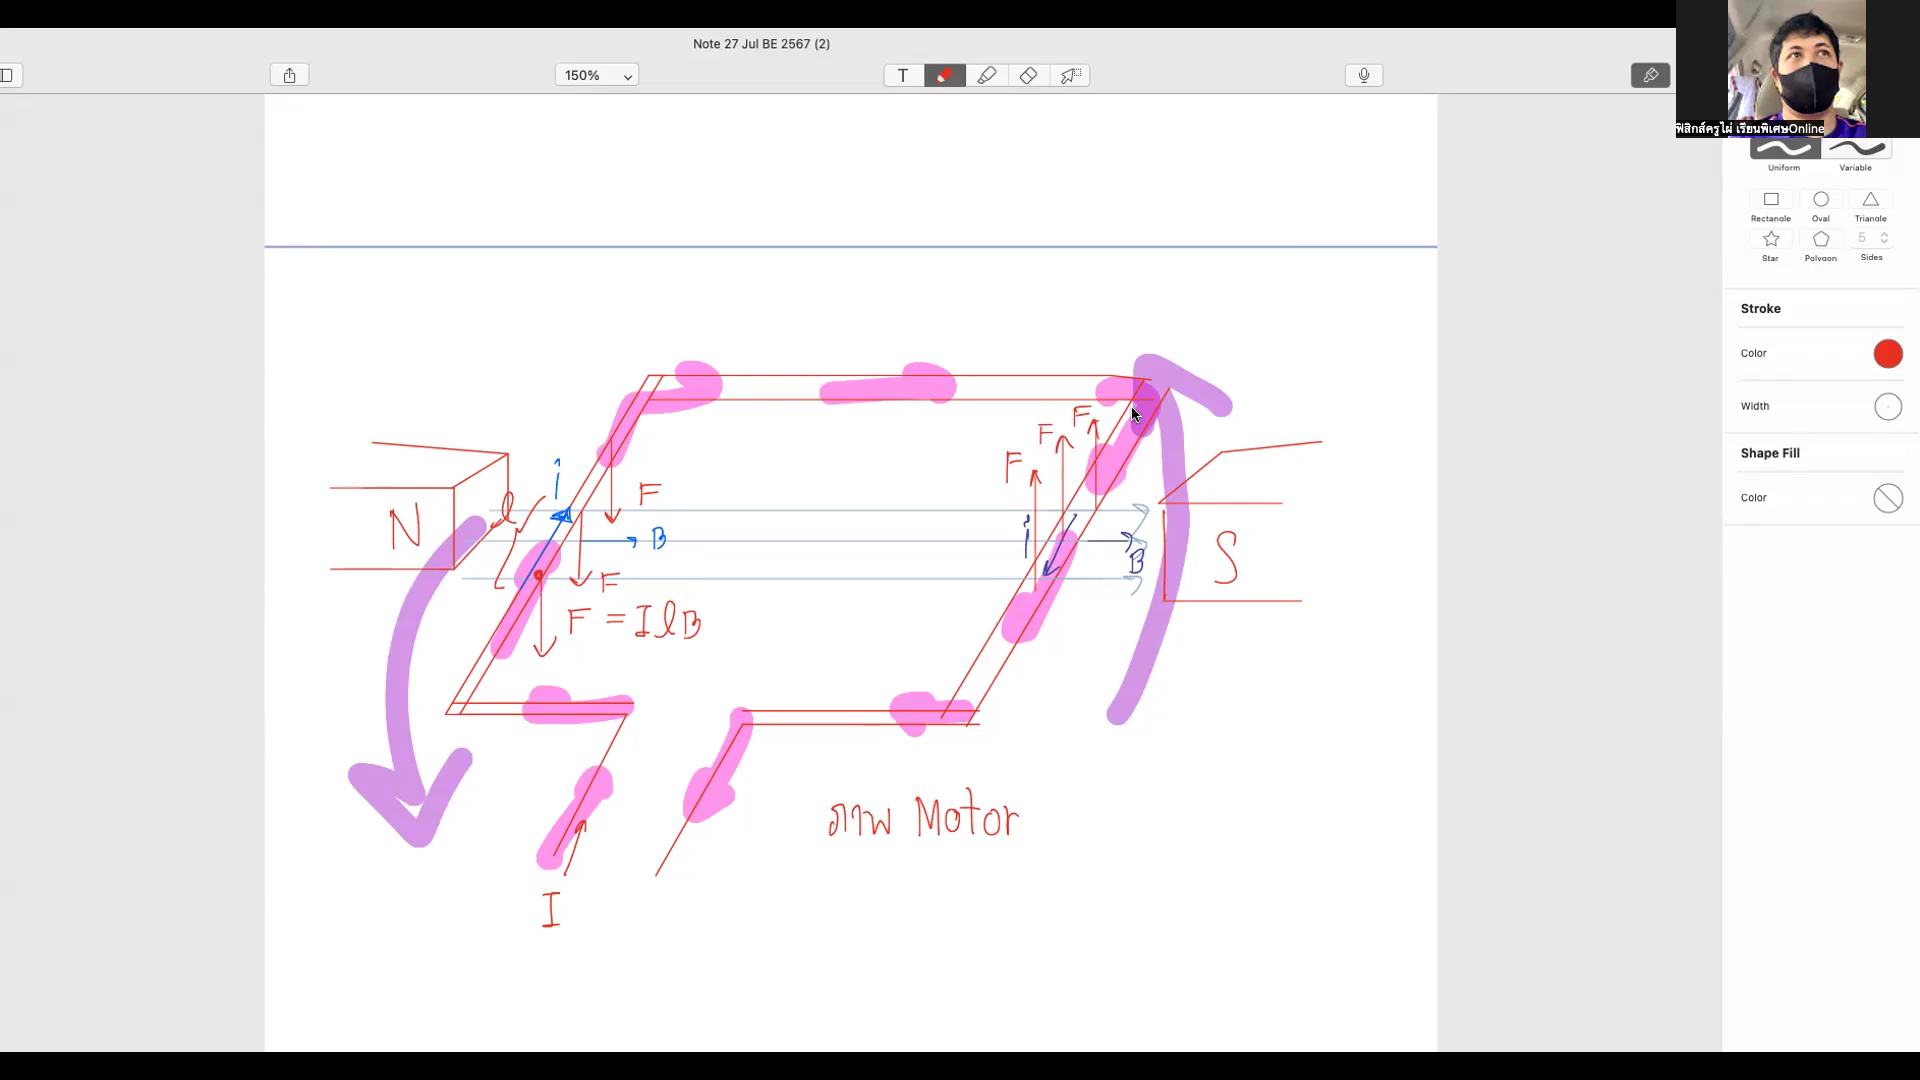 Note 27 Jul BE 2567 (2)
150%
T
ฟิสิกส์ครูไผ่ เรียนพิเศษOnline
Uniform
Variable
Rectangle
Oval
Triangle
5
Star
Polygon
Sides
Stroke
Color
Width
Shape Fill
Color
F
F
F
i
l
F
N
B
i
B
S
F
F = IlB
ภาพ Motor
I